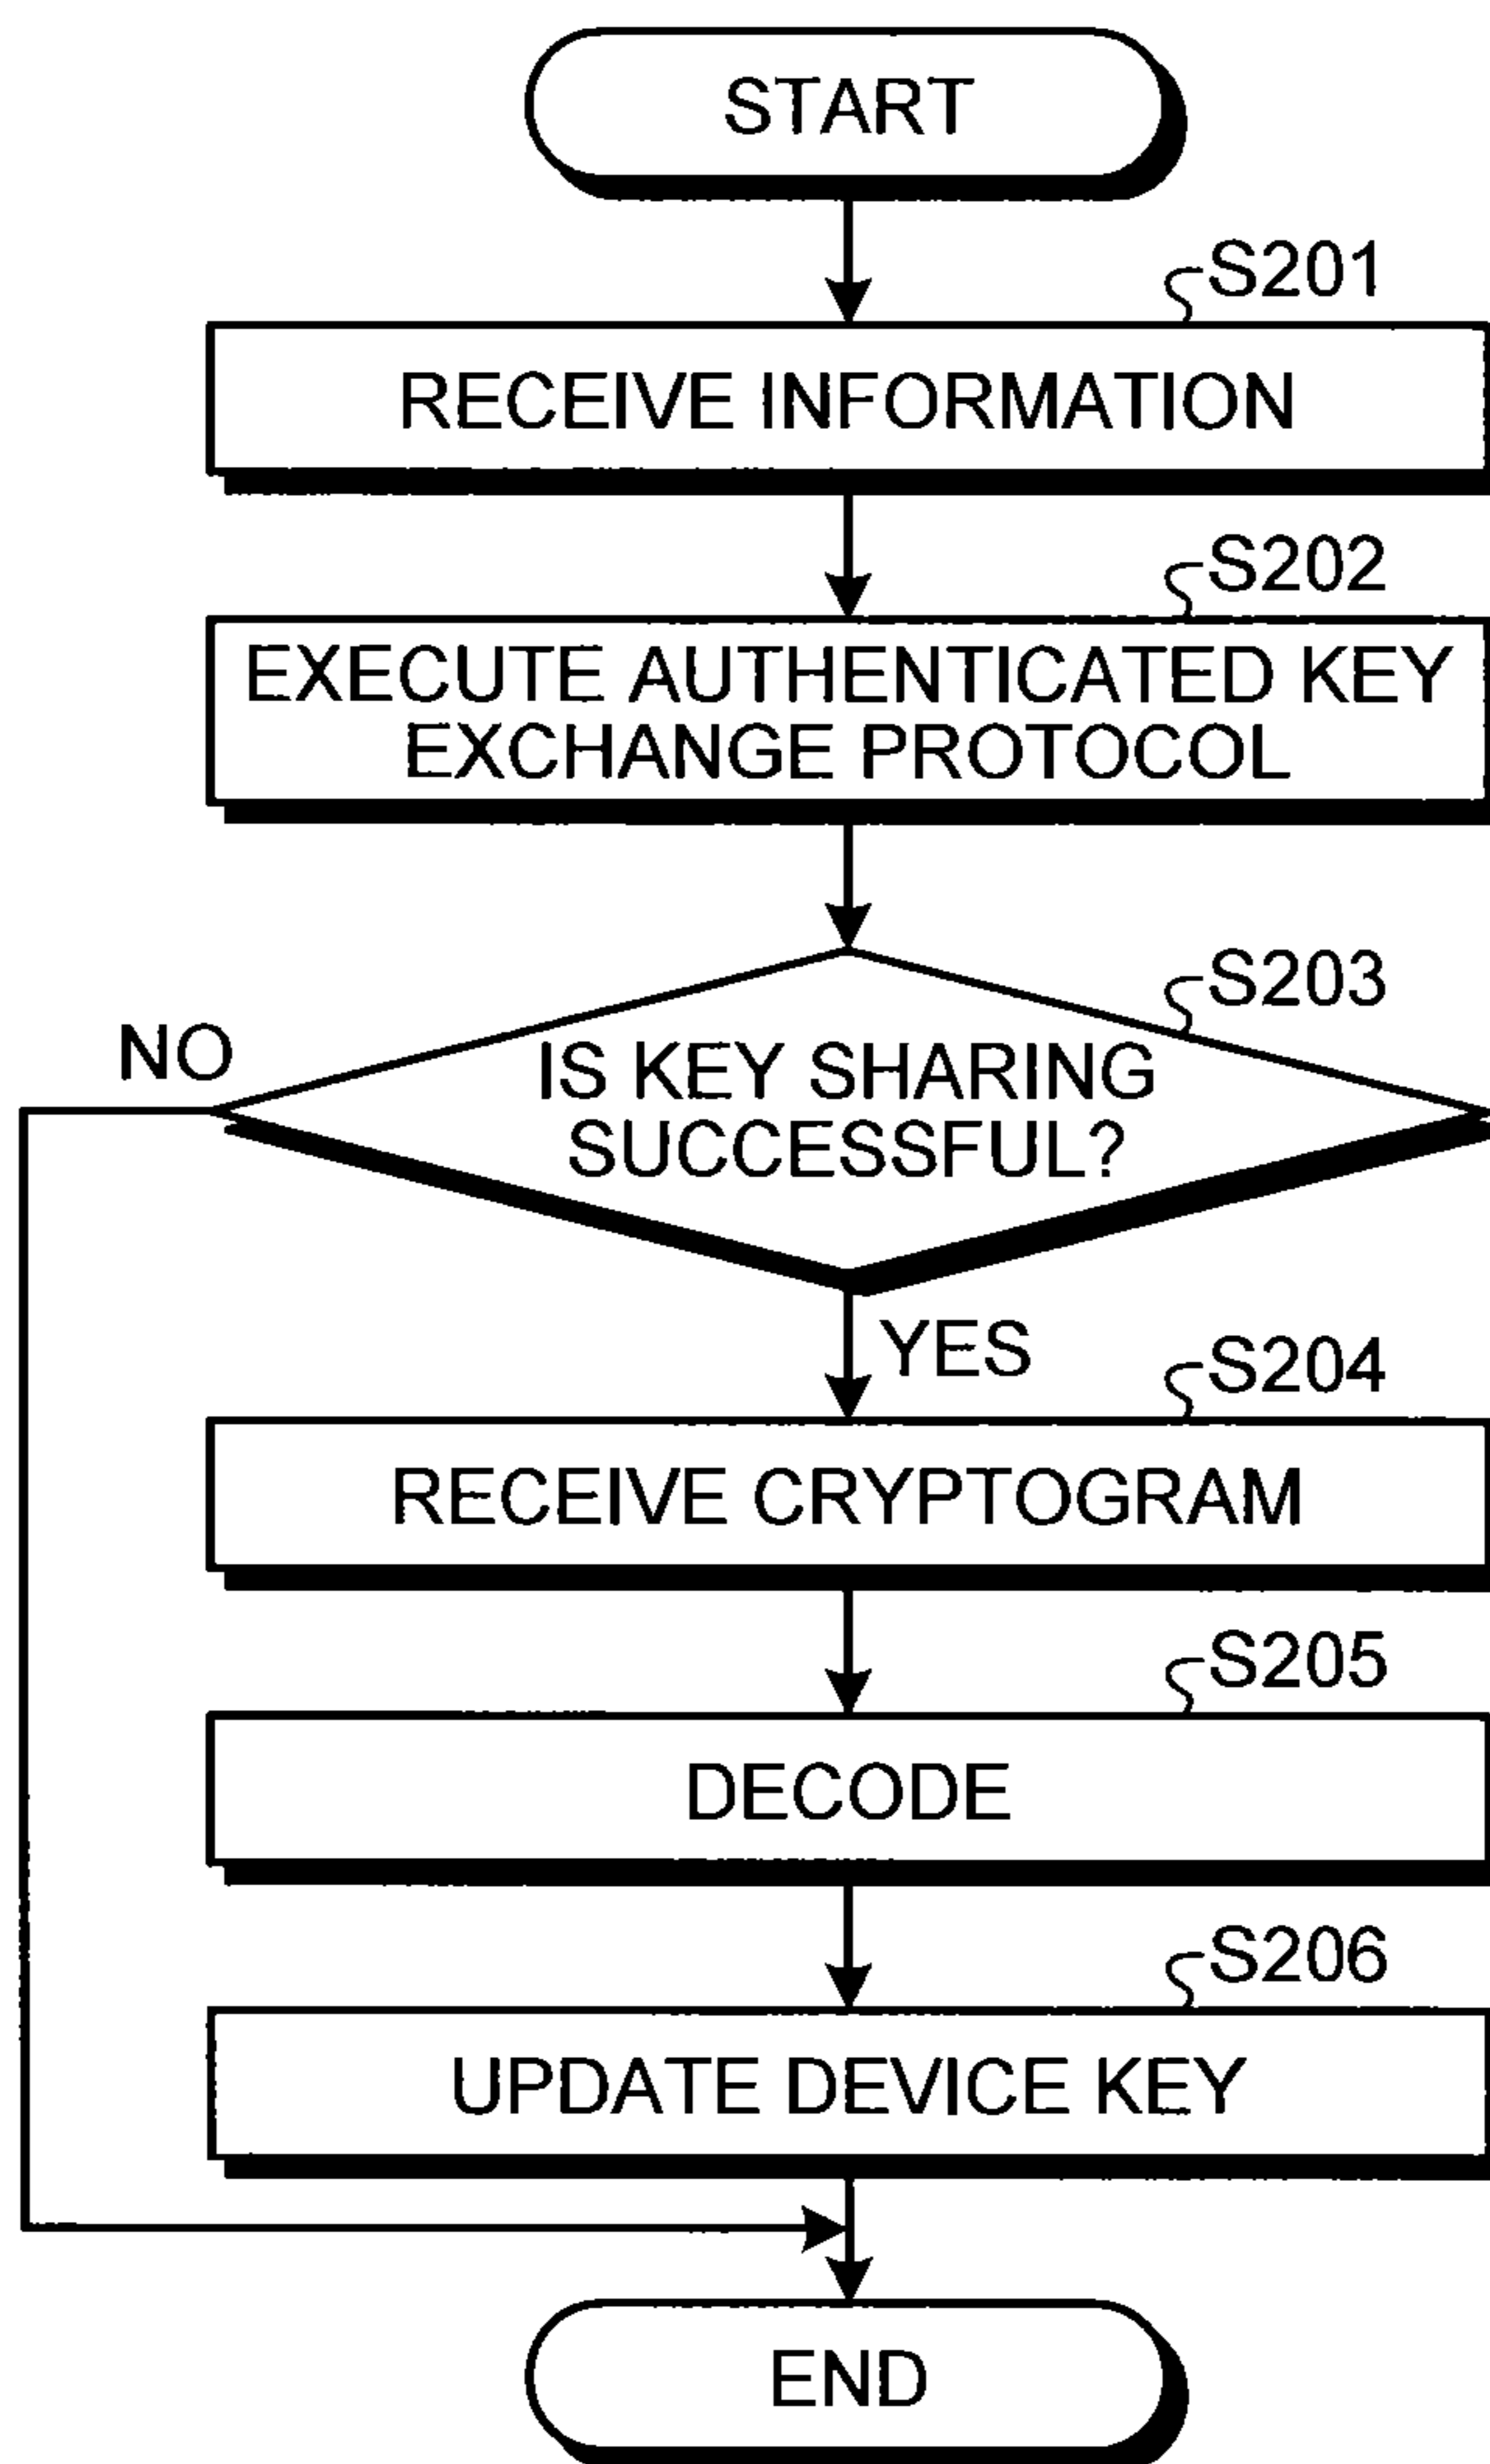 START
S201
RECEIVE INFORMATION
S202
EXECUTE AUTHENTICATED KEY
EXCHANGE PROTOCOL
S203
NO
IS KEY SHARING
SUCCESSFUL?
YES
S204
RECEIVE CRYPTOGRAM
S205
DECODE
S206
UPDATE DEVICE KEY
END